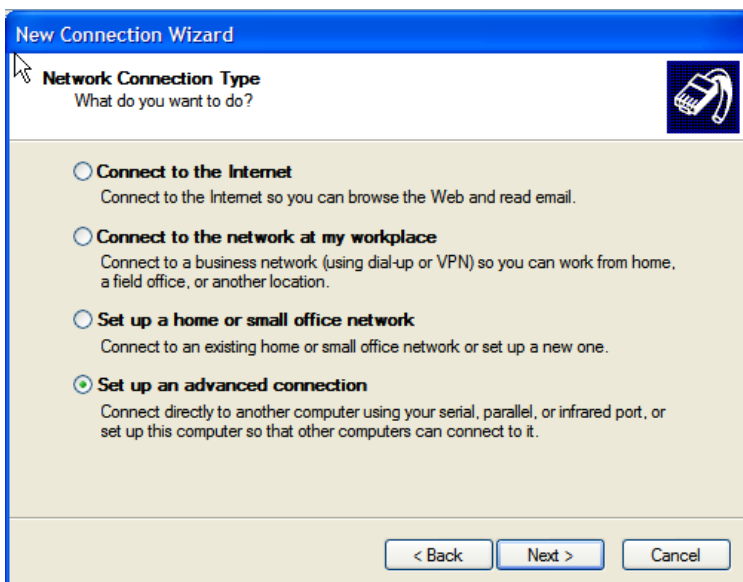 New Connection Wizard
Network Connection Type
What do you want to do?
Connect to the Internet
Connect to the Internet so you can browse the Web and read email.
Connect to the network at my workplace
Connect to a business network (using dial-up or VPN) so you can work from home,
a field office, or another location.
Set up a home or small office network
Connect to an existing home or small office network or set up a new one.
Set up an advanced connection
Connect directly to another computer using your serial, parallel, or infrared port, or
set up this computer so that other computers can connect to it.
< Back Next > Cancel